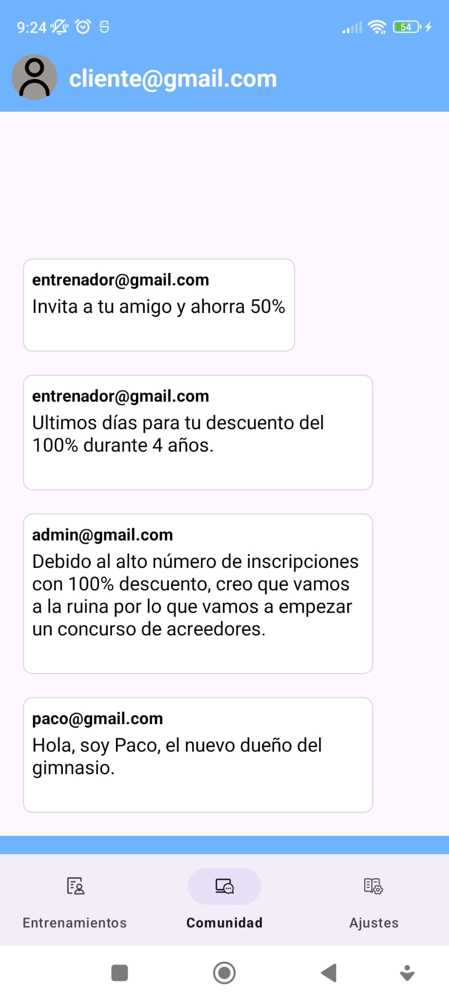 9:24
54
cliente@gmail.com
entrenador@gmail.com
Invita a tu amigo y ahorra 50%
entrenador@gmail.com
Ultimos días para tu descuento del
100% durante 4 años.
admin@gmail.com
Debido al alto número de inscripciones
con 100% descuento, creo que vamos
a la ruina por lo que vamos a empezar
un concurso de acreedores.
paco@gmail.com
Hola, soy Paco, el nuevo dueño del
gimnasio.
Entrenamientos
Comunidad
Ajustes